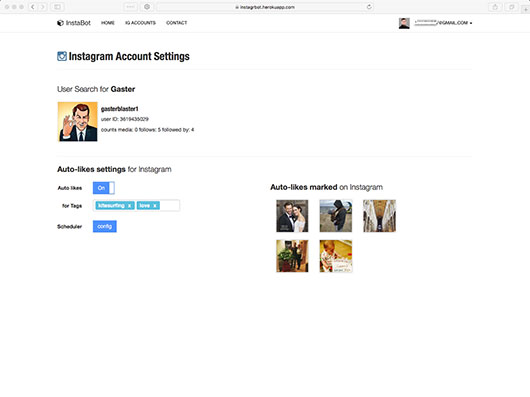 instagrbot.herokuapp.com
InstaBot HOME IG ACCOUNTS CONTACT @GMAIL.COM
Instagram Account Settings
User Search for Gaster
gasterblaster1
user ID: 3619435029
counts media: 0 follows: 5 followed by: 4
Auto-likes settings for Instagram
Auto likes On
for Tags kitesurfing x love x
Scheduler config
Auto-likes marked on Instagram